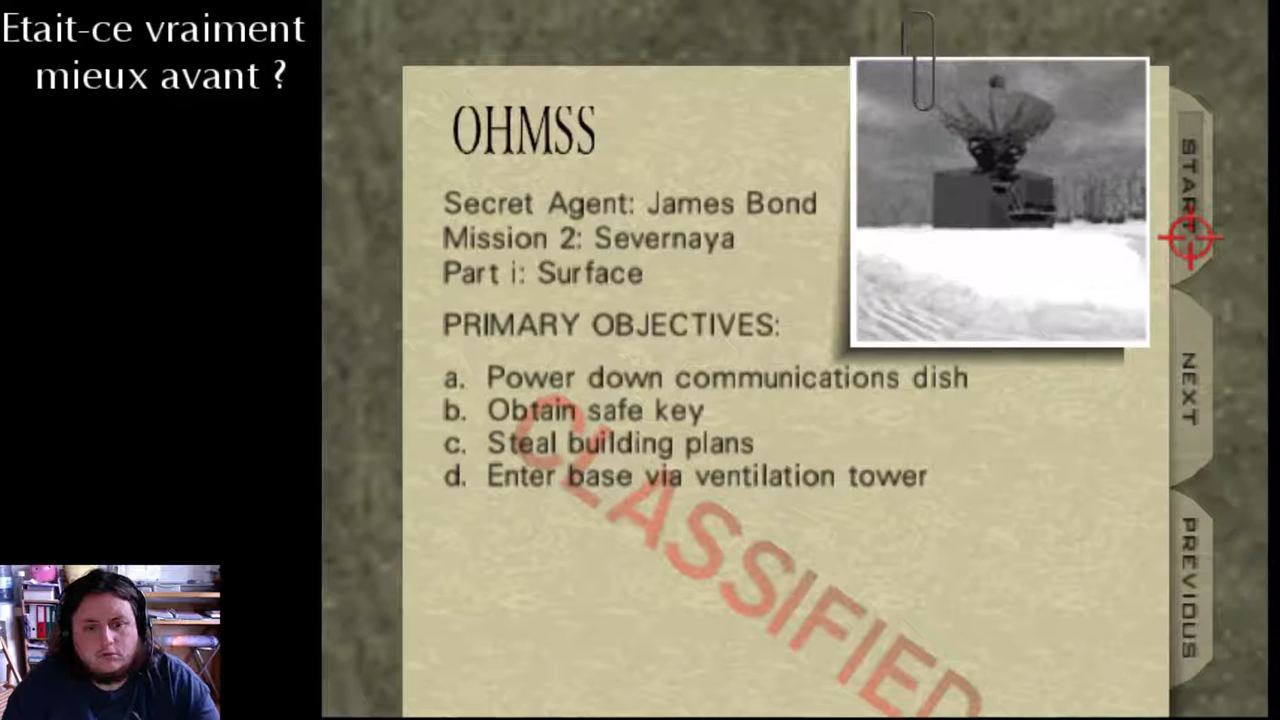 Etait-ce vraiment
mieux avant ?
OHMSS
Secret Agent: James Bond
Mission 2: Severnaya
Part i: Surface
PRIMARY OBJECTIVES:
a. Power down communications dish
b. Obtain safe key
c. Steal building plans
d. Enter base via ventilation tower
CLASSIFIED
START
NEXT
PREVIOUS